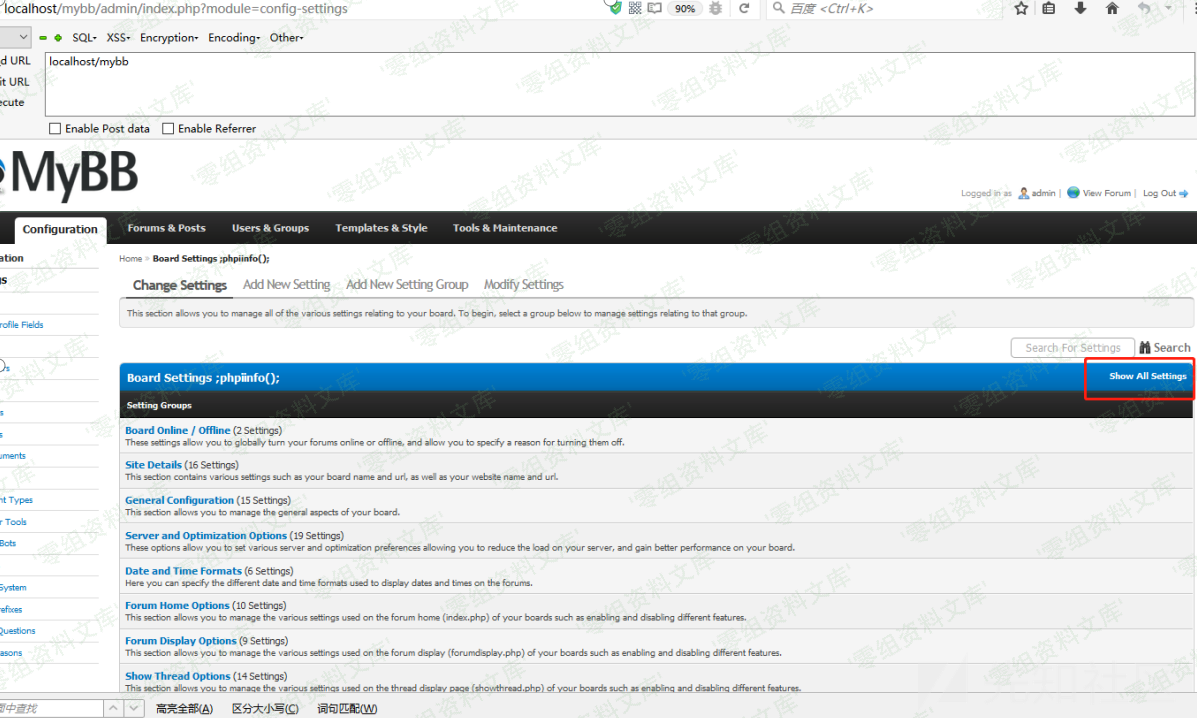 localhost/mybb/admin/index.php?module=config-settings
90%
百度 <Ctrl+K>
SQL▾ XSS▾ Encryption▾ Encoding▾ Other▾
d URL
localhost/mybb
it URL
ecute
Enable Post data Enable Referrer
MyBB
Logged in as admin | View Forum | Log Out
Configuration Forums & Posts Users & Groups Templates & Style Tools & Maintenance
ation
Home » Board Settings ;phpiinfo();
gs
Change Settings Add New Setting Add New Setting Group Modify Settings
This section allows you to manage all of the various settings relating to your board. To begin, select a group below to manage settings relating to that group.
rofile Fields
Search For Settings Search
Board Settings ;phpiinfo(); Show All Settings
Setting Groups
Board Online / Offline (2 Settings)
These settings allow you to globally turn your forums online or offline, and allow you to specify a reason for turning them off.
uments
Site Details (16 Settings)
This section contains various settings such as your board name and url, as well as your website name and url.
nt Types
General Configuration (15 Settings)
This section allows you to manage the general aspects of your board.
r Tools
Server and Optimization Options (19 Settings)
These options allow you to set various server and optimization preferences allowing you to reduce the load on your server, and gain better performance on your board.
Bots
Date and Time Formats (6 Settings)
Here you can specify the different date and time formats used to display dates and times on the forums.
System
Forum Home Options (10 Settings)
This section allows you to manage the various settings used on the forum home (index.php) of your boards such as enabling and disabling different features.
efixes
Questions
Forum Display Options (9 Settings)
This section allows you to manage the various settings used on the forum display (forumdisplay.php) of your boards such as enabling and disabling different features.
asons
Show Thread Options (14 Settings)
This section allows you to manage the various settings used on the thread display page (showthread.php) of your boards such as enabling and disabling different features.
面中查找 高亮全部(A) 区分大小写(C) 词句匹配(W)
零组资料文库